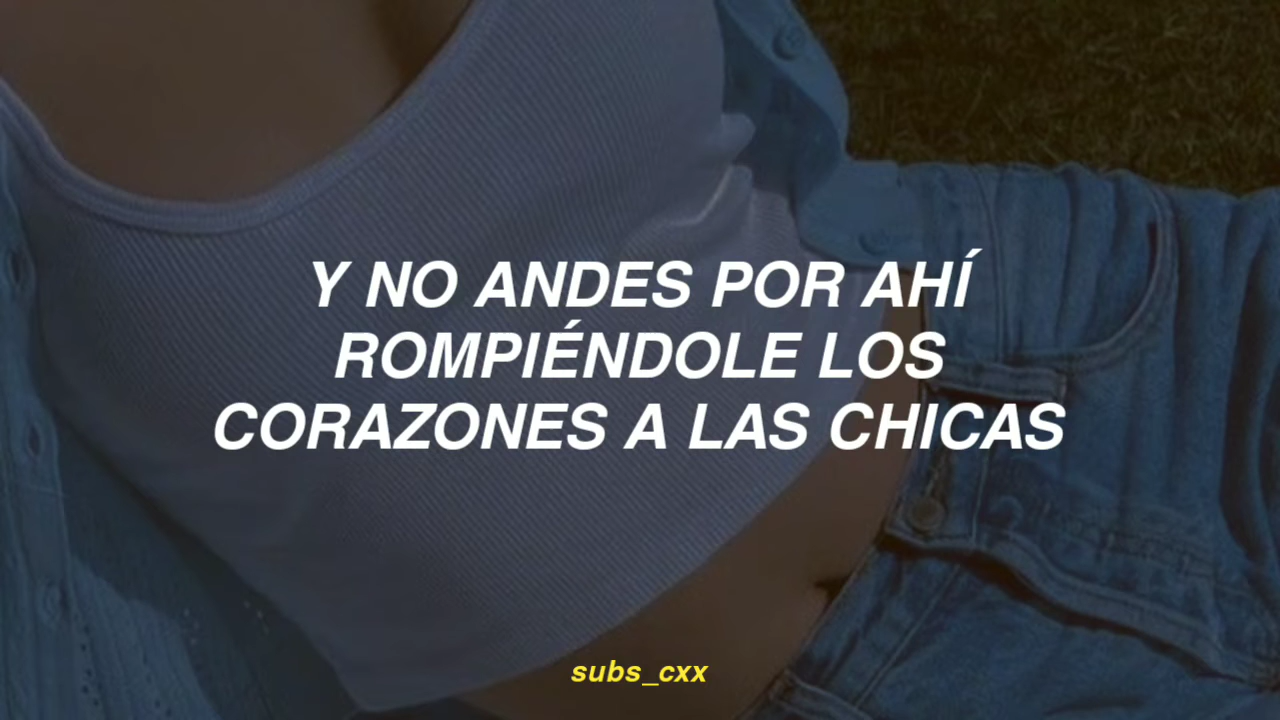 Y NO ANDES POR AHÍ
ROMPIÉNDOLE LOS
CORAZONES A LAS CHICAS
subs_cxx